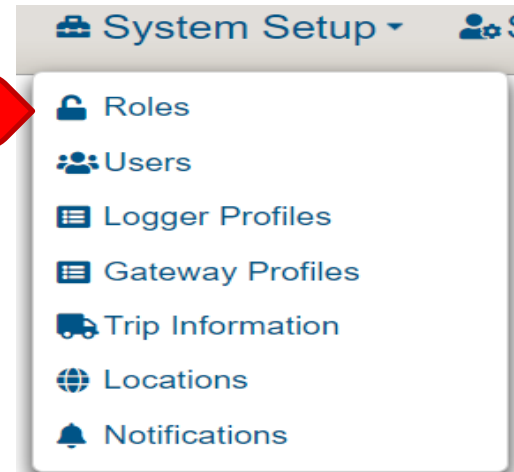 System Setup S
Roles
Users
Logger Profiles
Gateway Profiles
Trip Information
Locations
Notifications